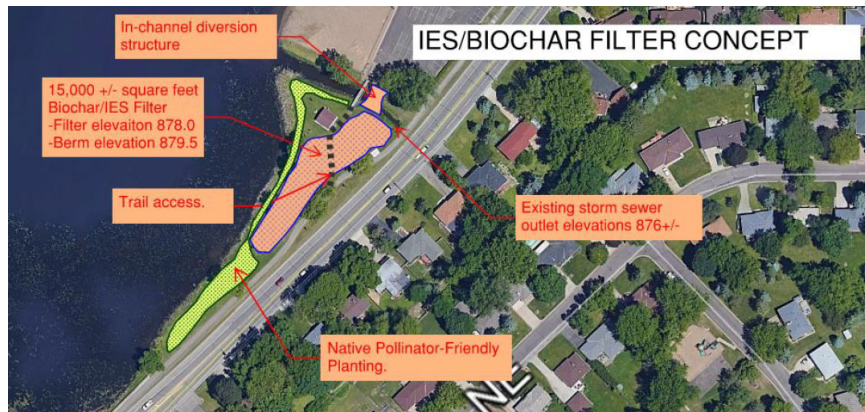 In-channel diversion
structure
IES/BIOCHAR FILTER CONCEPT
15,000 +/- square feet
Biochar/IES Filter
-Filter elevaiton 878.0
-Berm elevation 879.5
Trail access.
Existing storm sewer
outlet elevations 876+/-
Native Pollinator-Friendly
Planting.
NE